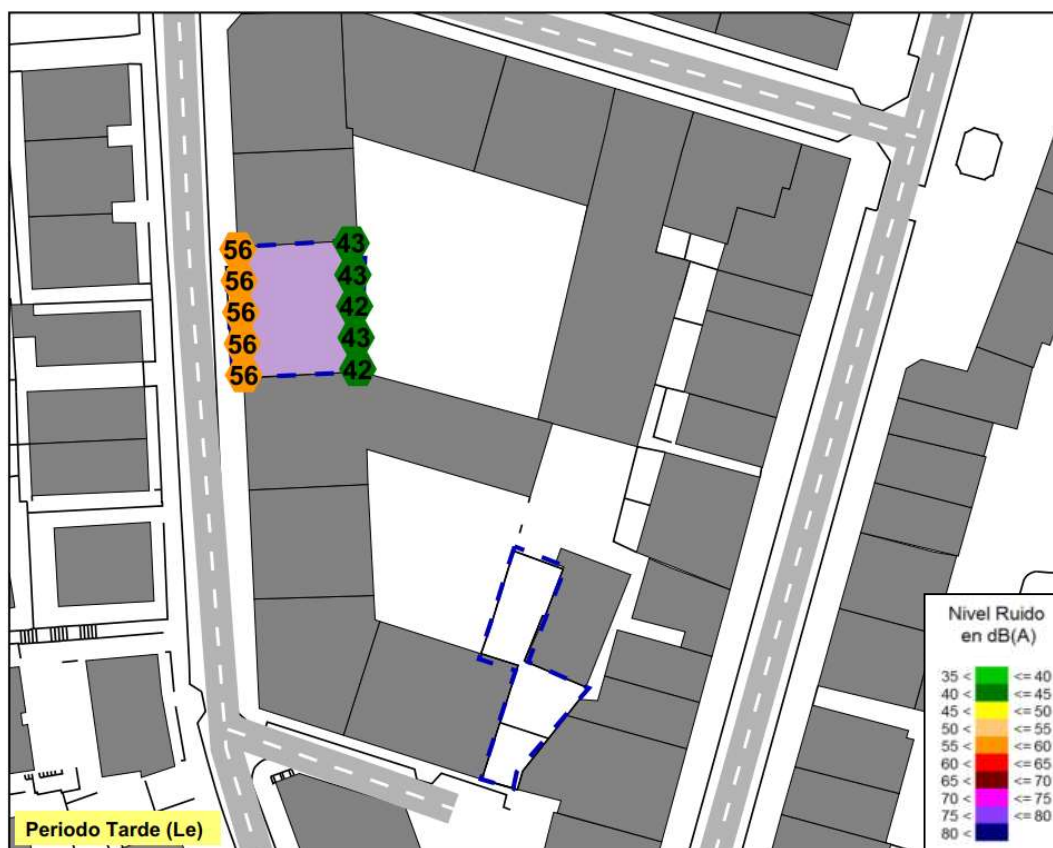 56 43
56 43
56 42
56 43
56 42
Nivel Ruido
en dB(A)
35 < <= 40
40 < <= 45
45 < <= 50
50 < <= 55
55 < <= 60
60 < <= 65
65 < <= 70
70 < <= 75
75 < <= 80
80 <
Periodo Tarde (Le)